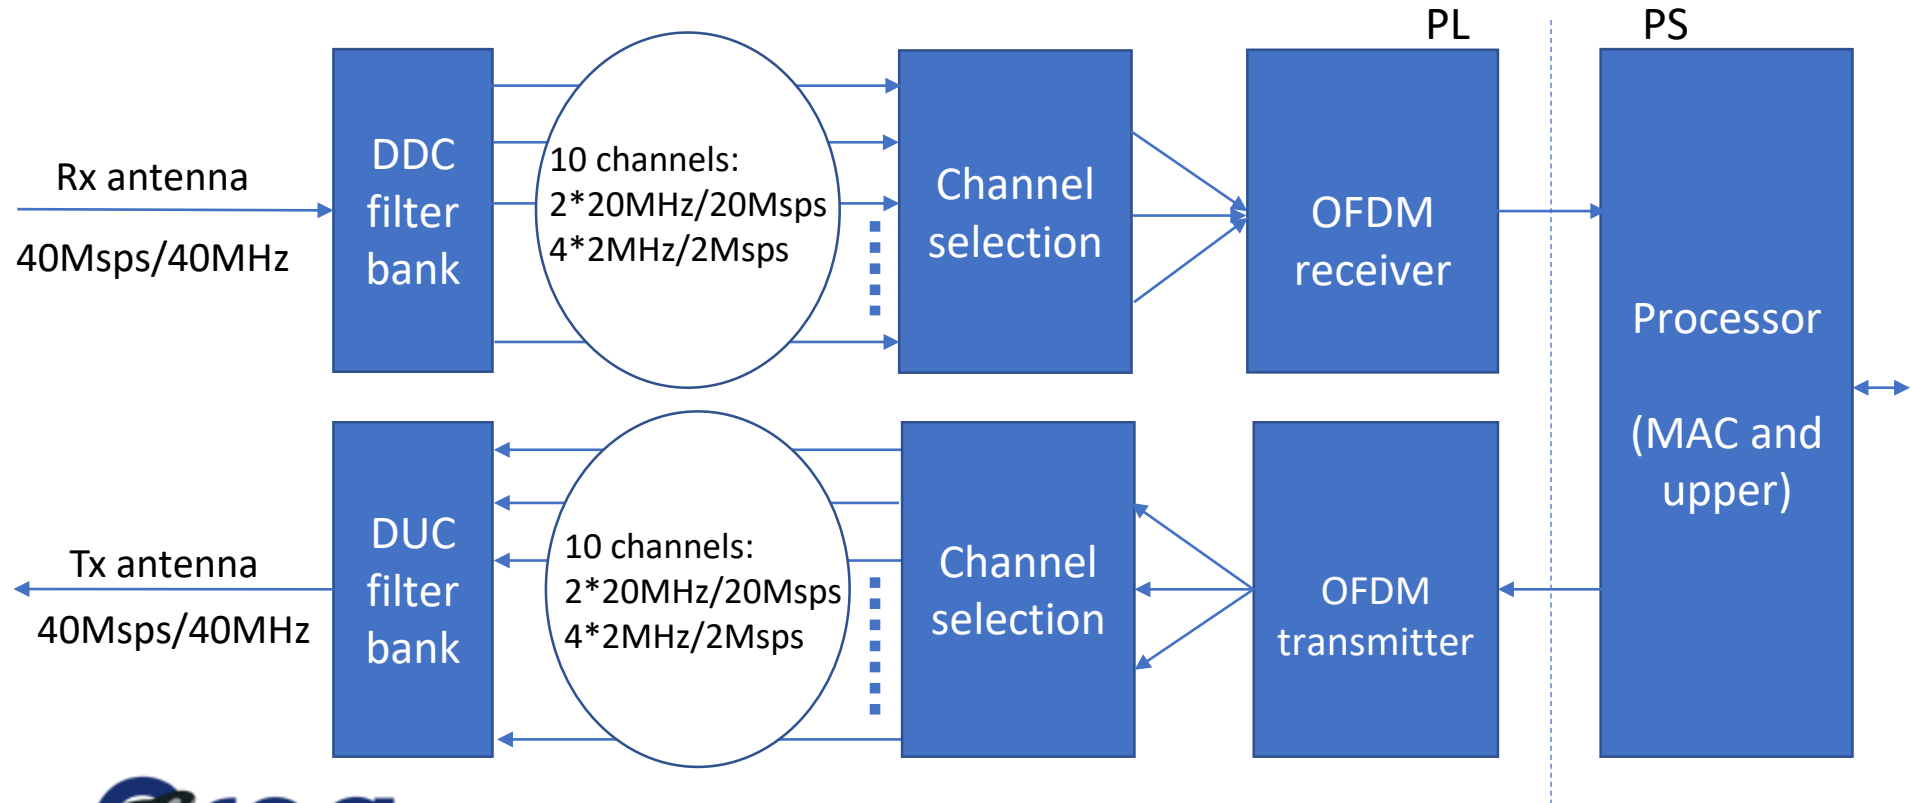 PL
PS
Rx antenna
40Msps/40MHz
DDC
filter
bank
10 channels:
2*20MHz/20Msps
4*2MHz/2Msps
Channel
selection
OFDM
receiver
Processor
(MAC and
upper)
Tx antenna
40Msps/40MHz
DUC
filter
bank
10 channels:
2*20MHz/20Msps
4*2MHz/2Msps
Channel
selection
OFDM
transmitter